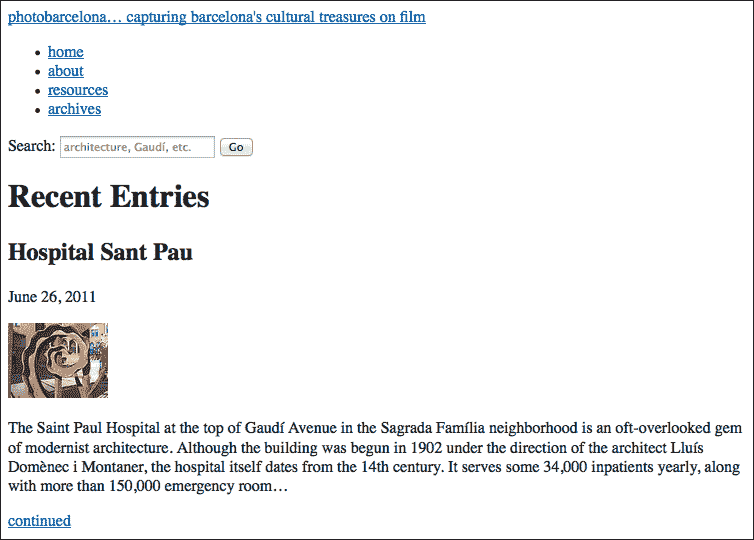 photobarcelona… capturing barcelona's cultural treasures on film
home
about
resources
archives
Search: architecture, Gaudí, etc. Go
Recent Entries
Hospital Sant Pau
June 26, 2011
The Saint Paul Hospital at the top of Gaudí Avenue in the Sagrada Família neighborhood is an oft-overlooked gem
of modernist architecture. Although the building was begun in 1902 under the direction of the architect Lluís
Domènec i Montaner, the hospital itself dates from the 14th century. It serves some 34,000 inpatients yearly, along
with more than 150,000 emergency room…
continued